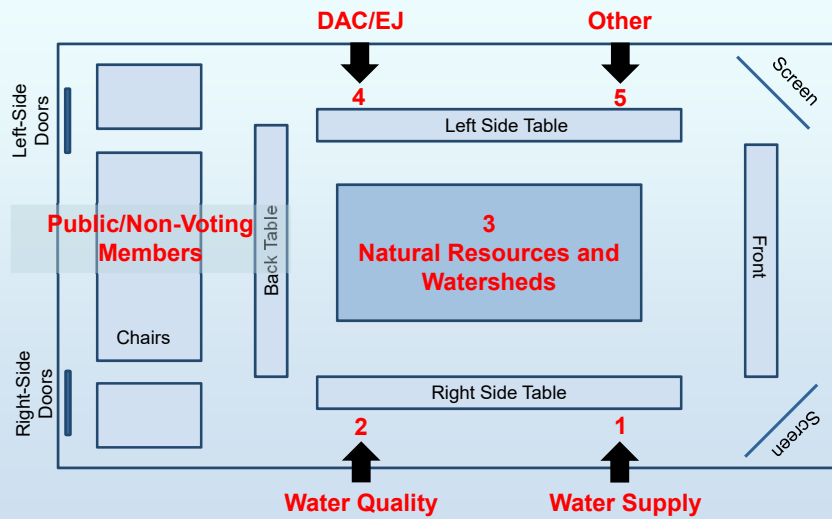 DAC/EJ
Other
4
5
Screen
Left-Side
Doors
Left Side Table
Public/Non-Voting
Members
Back Table
3
Natural Resources and
Watersheds
Front
Chairs
Right-Side
Doors
Right Side Table
2
1
Screen
Water Quality
Water Supply